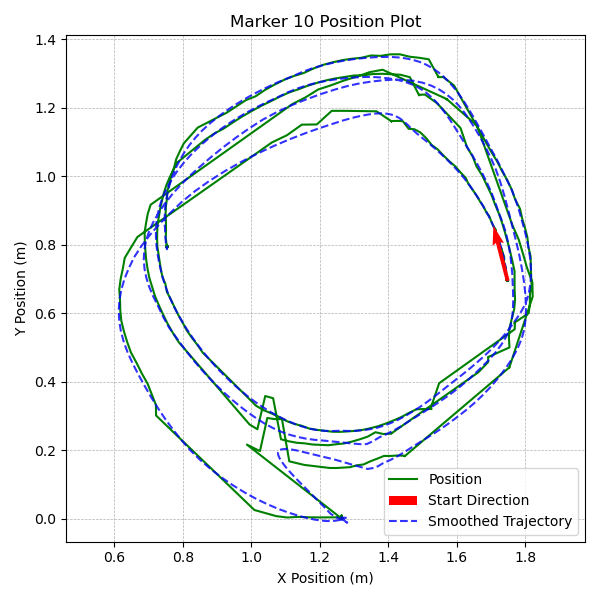 Marker 10 Position Plot
1.4
1.2
1.0
0.8
0.6
0.4
0.2
0.0
Y Position (m)
0.6 0.8 1.0 1.2 1.4 1.6 1.8
X Position (m)
Position
Start Direction
Smoothed Trajectory